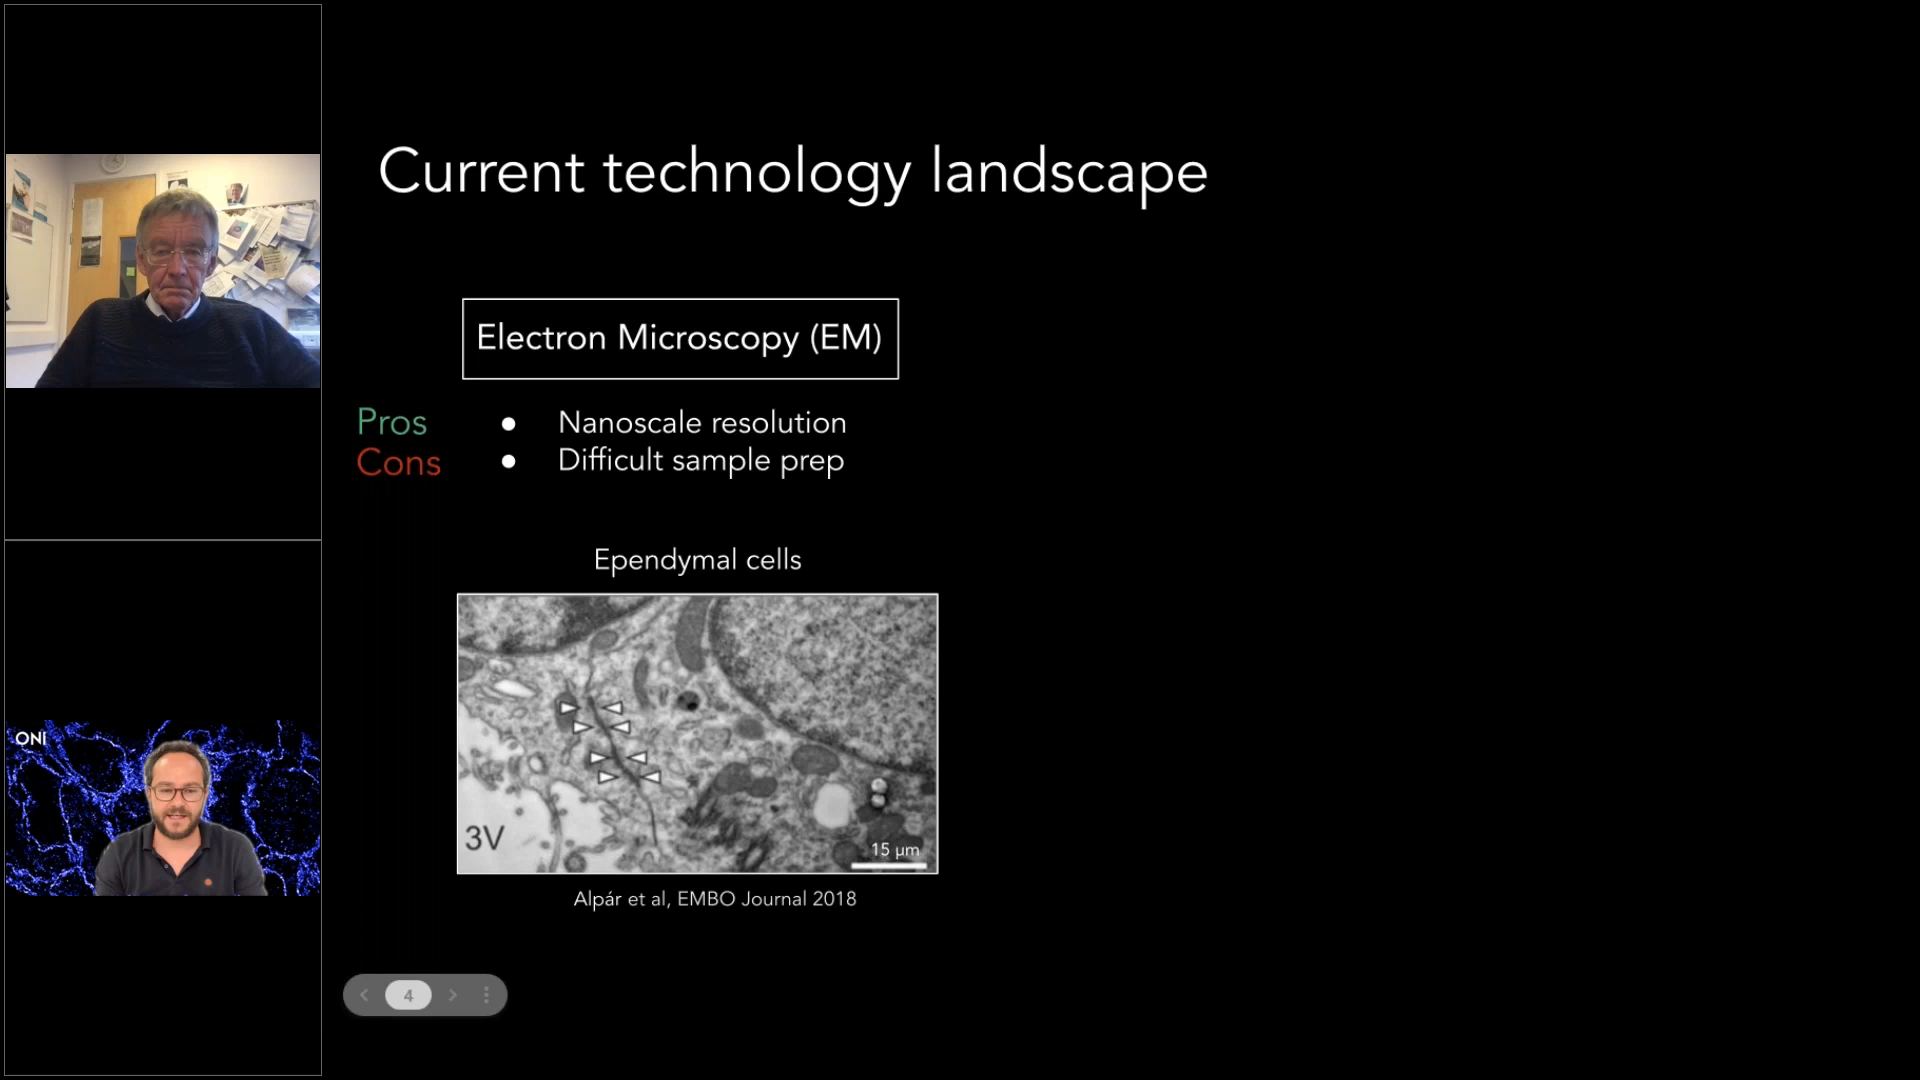 Current technology landscape
Electron Microscopy (EM)
Pros
● Nanoscale resolution
Cons
● Difficult sample prep
Ependymal cells
3V
15 µm
Alpár et al, EMBO Journal 2018
4
ONI